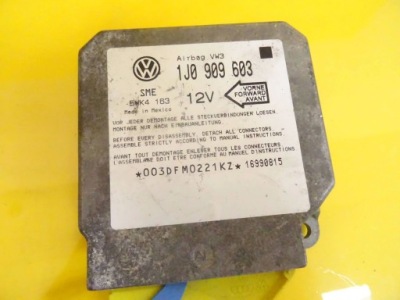 Airbag VW3
1J0 909 603
SME
5WK4 163
Made in Mexico
12V
VORNE
FORWARD
AVANT
VOR JEDER DEMONTAGE ALLE STECKVERBINDUNGEN LOESEN
MONTAGE NUR NACH EINBAUANLEITUNG.
BEFORE EVERY DISASSEMBLY, DETACH ALL CONNECTORS.
ASSEMBLE STRICTLY ACCORDING TO MANUAL INSTRUCTIONS
AVANT TOUT DEMONTAGE ENLEVER TOUS LES CONNECTEURS.
L'ASSEMBLAGE DOIT ETRE CONFORME AU MANUEL D'INSTRUCTIONS
*003DFM0221KZ* 16990815